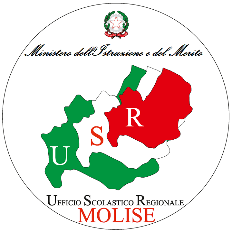 Ministero dell'Istruzione e del Merito
U S R
UFFICIO SCOLASTICO REGIONALE
MOLISE